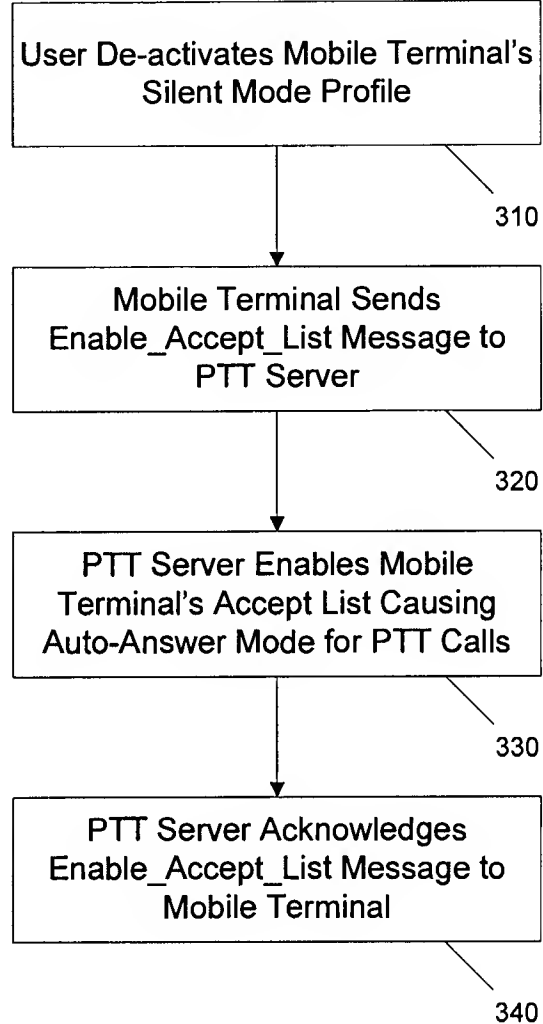 User De-activates Mobile Terminal's
Silent Mode Profile
310
Mobile Terminal Sends
Enable_Accept_List Message to
PTT Server
320
PTT Server Enables Mobile
Terminal's Accept List Causing
Auto-Answer Mode for PTT Calls
330
PTT Server Acknowledges
Enable_Accept_List Message to
Mobile Terminal
340